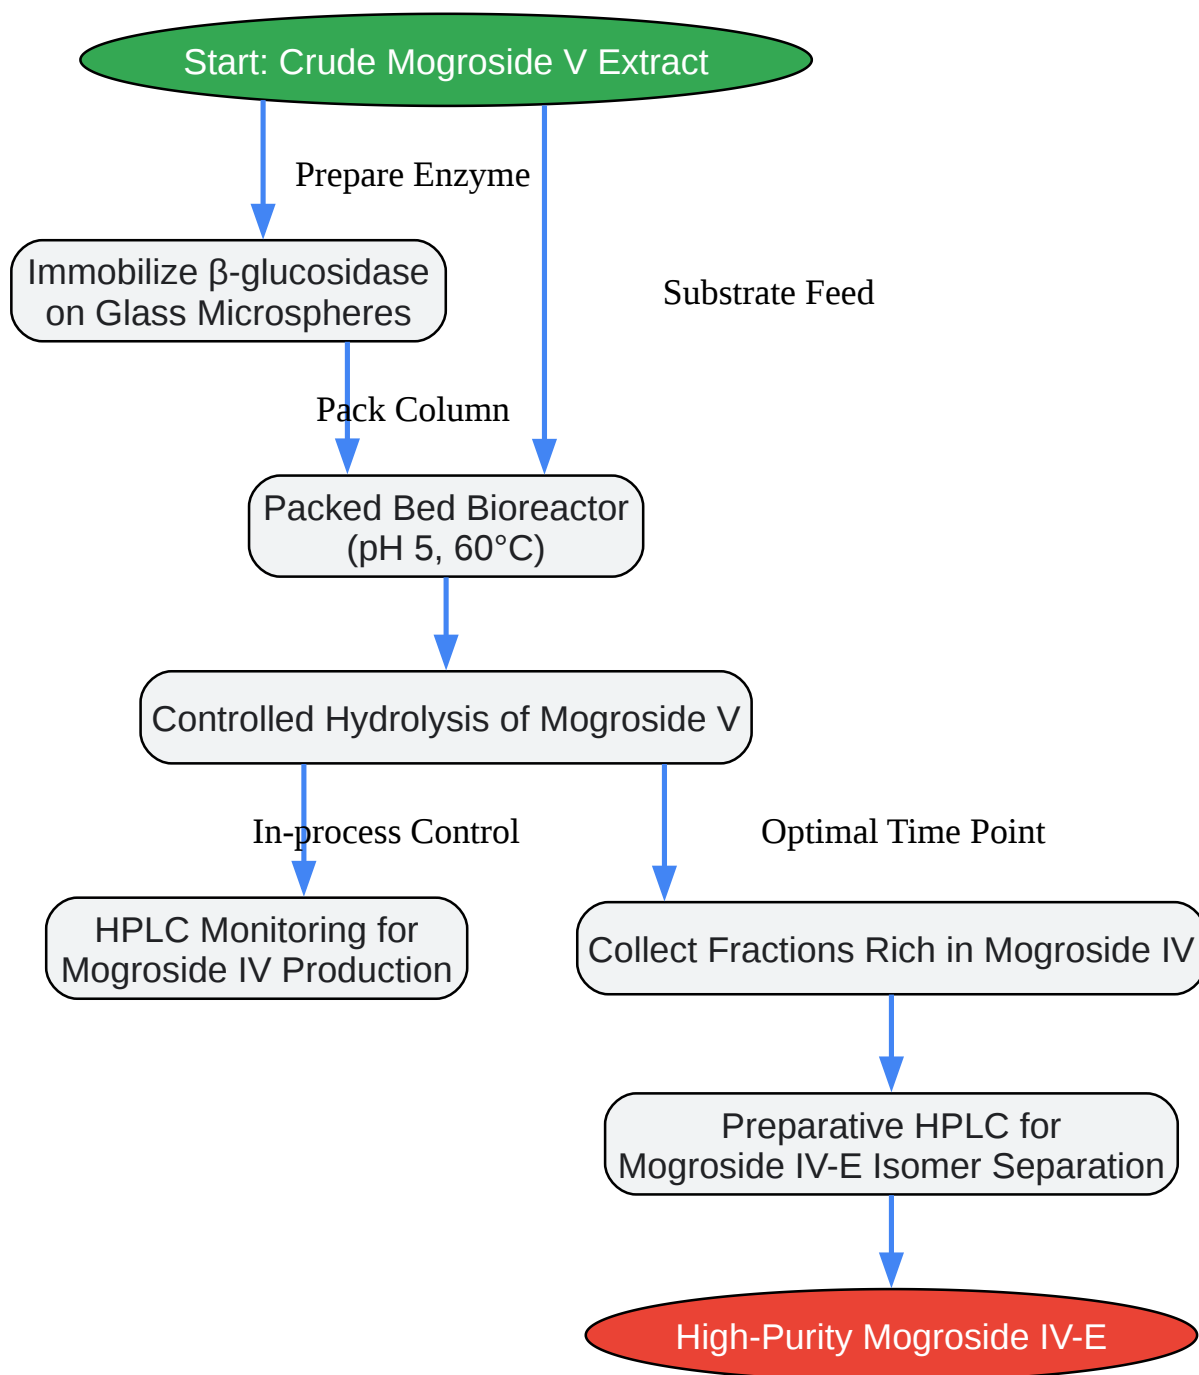 Start: Crude Mogroside V Extract
Prepare Enzyme
Immobilize β-glucosidase
on Glass Microspheres
Substrate Feed
Pack Column
Packed Bed Bioreactor
(pH 5, 60°C)
Controlled Hydrolysis of Mogroside V
In-process Control
Optimal Time Point
HPLC Monitoring for
Mogroside IV Production
Collect Fractions Rich in Mogroside IV
Preparative HPLC for
Mogroside IV-E Isomer Separation
High-Purity Mogroside IV-E